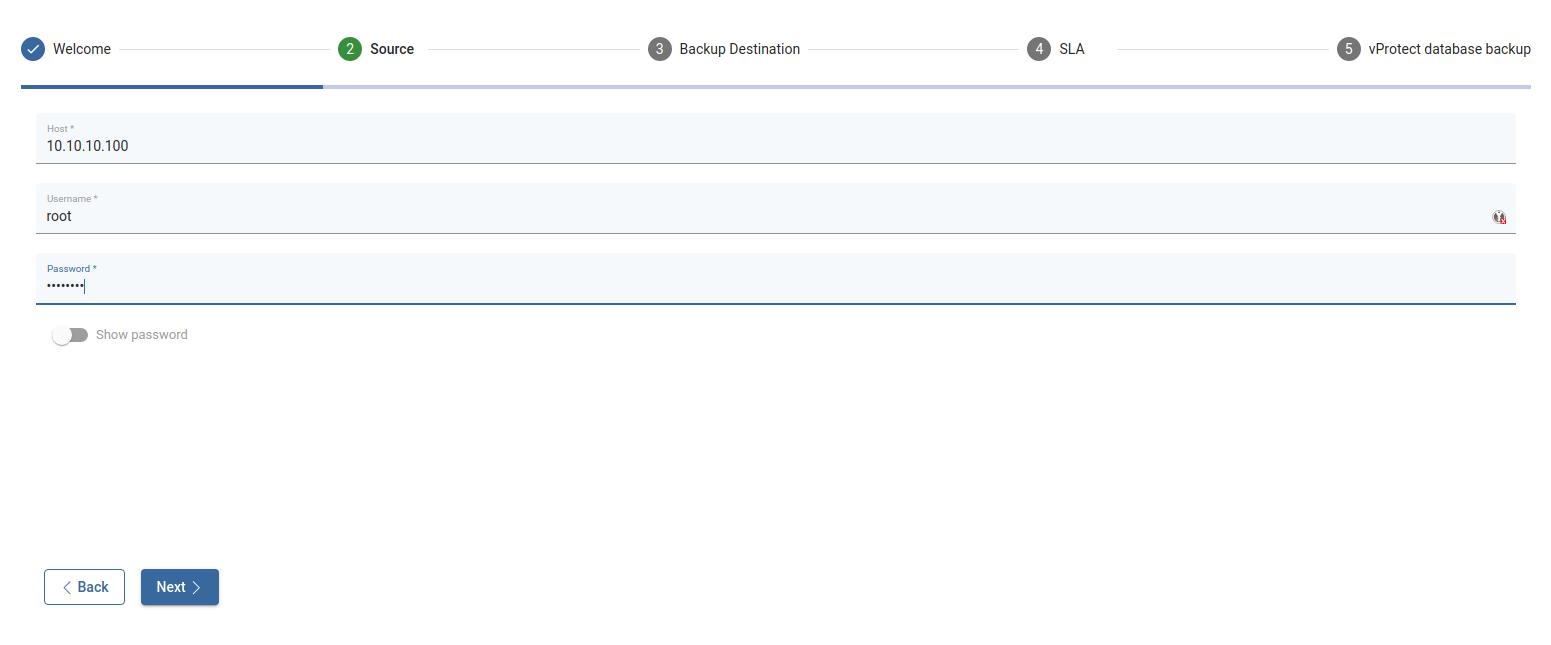 Welcome
2 Source
3 Backup Destination
4 SLA
5 vProtect database backup
Host *
10.10.10.100
Username *
root
Password *
••••••••
Show password
Back
Next